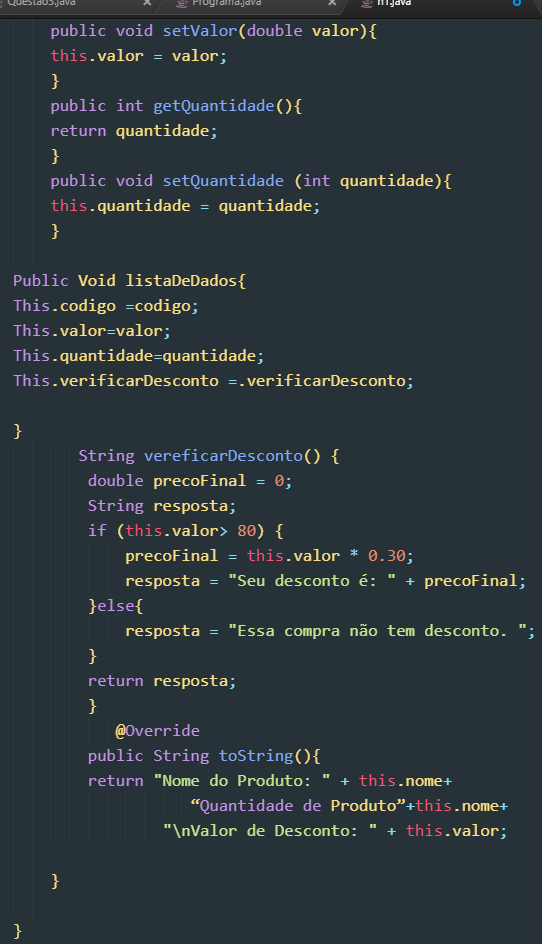 Questao3.java × Programa.java × n1.java
public void setValor(double valor){
this.valor = valor;
}
public int getQuantidade(){
return quantidade;
}
public void setQuantidade (int quantidade){
this.quantidade = quantidade;
}
Public Void listaDeDados{
This.codigo =codigo;
This.valor=valor;
This.quantidade=quantidade;
This.verificarDesconto =.verificarDesconto;
}
String vereficarDesconto() {
double precoFinal = 0;
String resposta;
if (this.valor> 80) {
precoFinal = this.valor * 0.30;
resposta = "Seu desconto é: " + precoFinal;
}else{
resposta = "Essa compra não tem desconto. ";
}
return resposta;
}
@Override
public String toString(){
return "Nome do Produto: " + this.nome+
“Quantidade de Produto”+this.nome+
"\nValor de Desconto: " + this.valor;
}
}